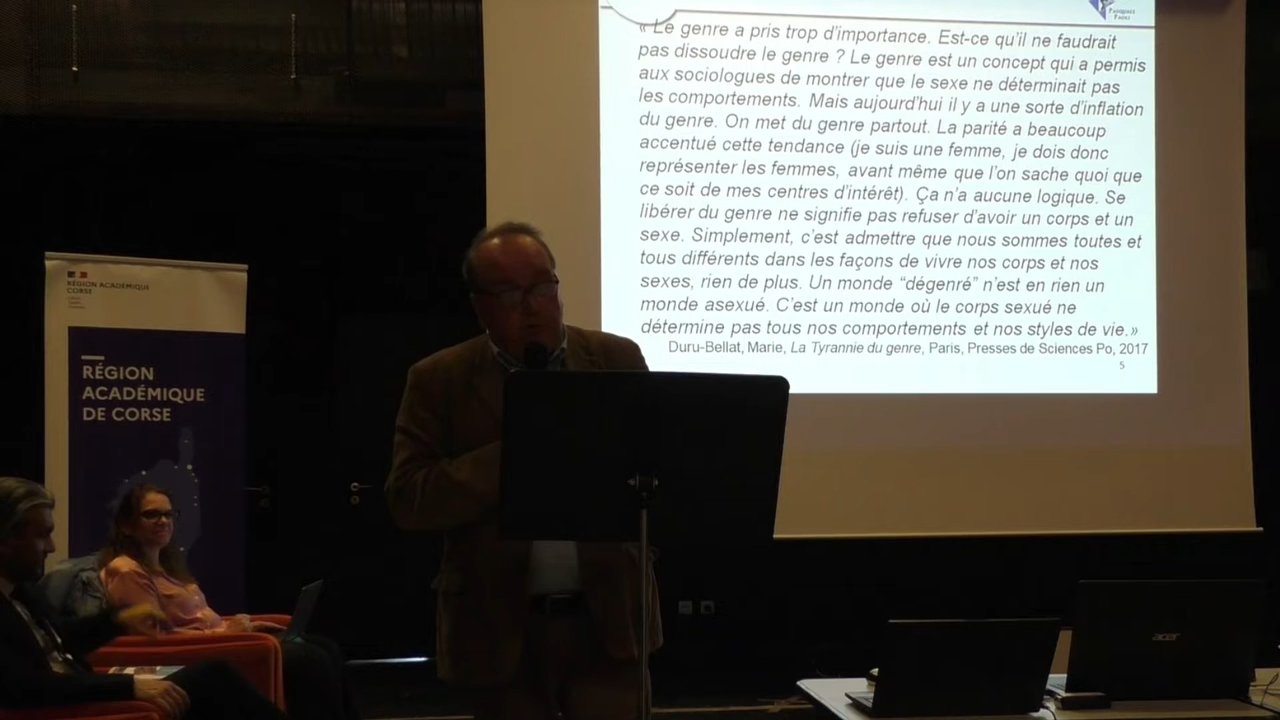 « Le genre a pris trop d'importance. Est-ce qu'il ne faudrait
pas dissoudre le genre ? Le genre est un concept qui a permis
aux sociologues de montrer que le sexe ne déterminait pas
les comportements. Mais aujourd'hui il y a une sorte d'inflation
du genre. On met du genre partout. La parité a beaucoup
accentué cette tendance (je suis une femme, je dois donc
représenter les femmes, avant même que l'on sache quoi que
ce soit de mes centres d'intérêt). Ça n'a aucune logique. Se
libérer du genre ne signifie pas refuser d'avoir un corps et un
sexe. Simplement, c'est admettre que nous sommes toutes et
tous différents dans les façons de vivre nos corps et nos
sexes, rien de plus. Un monde “dégenré” n'est en rien un
monde asexué. C'est un monde où le corps sexué ne
détermine pas tous nos comportements et nos styles de vie.»
Duru-Bellat, Marie, La Tyrannie du genre, Paris, Presses de Sciences Po, 2017
5
Pasquale
Paoli
RÉGION ACADÉMIQUE
CORSE
RÉGION
ACADÉMIQUE
DE CORSE
acer